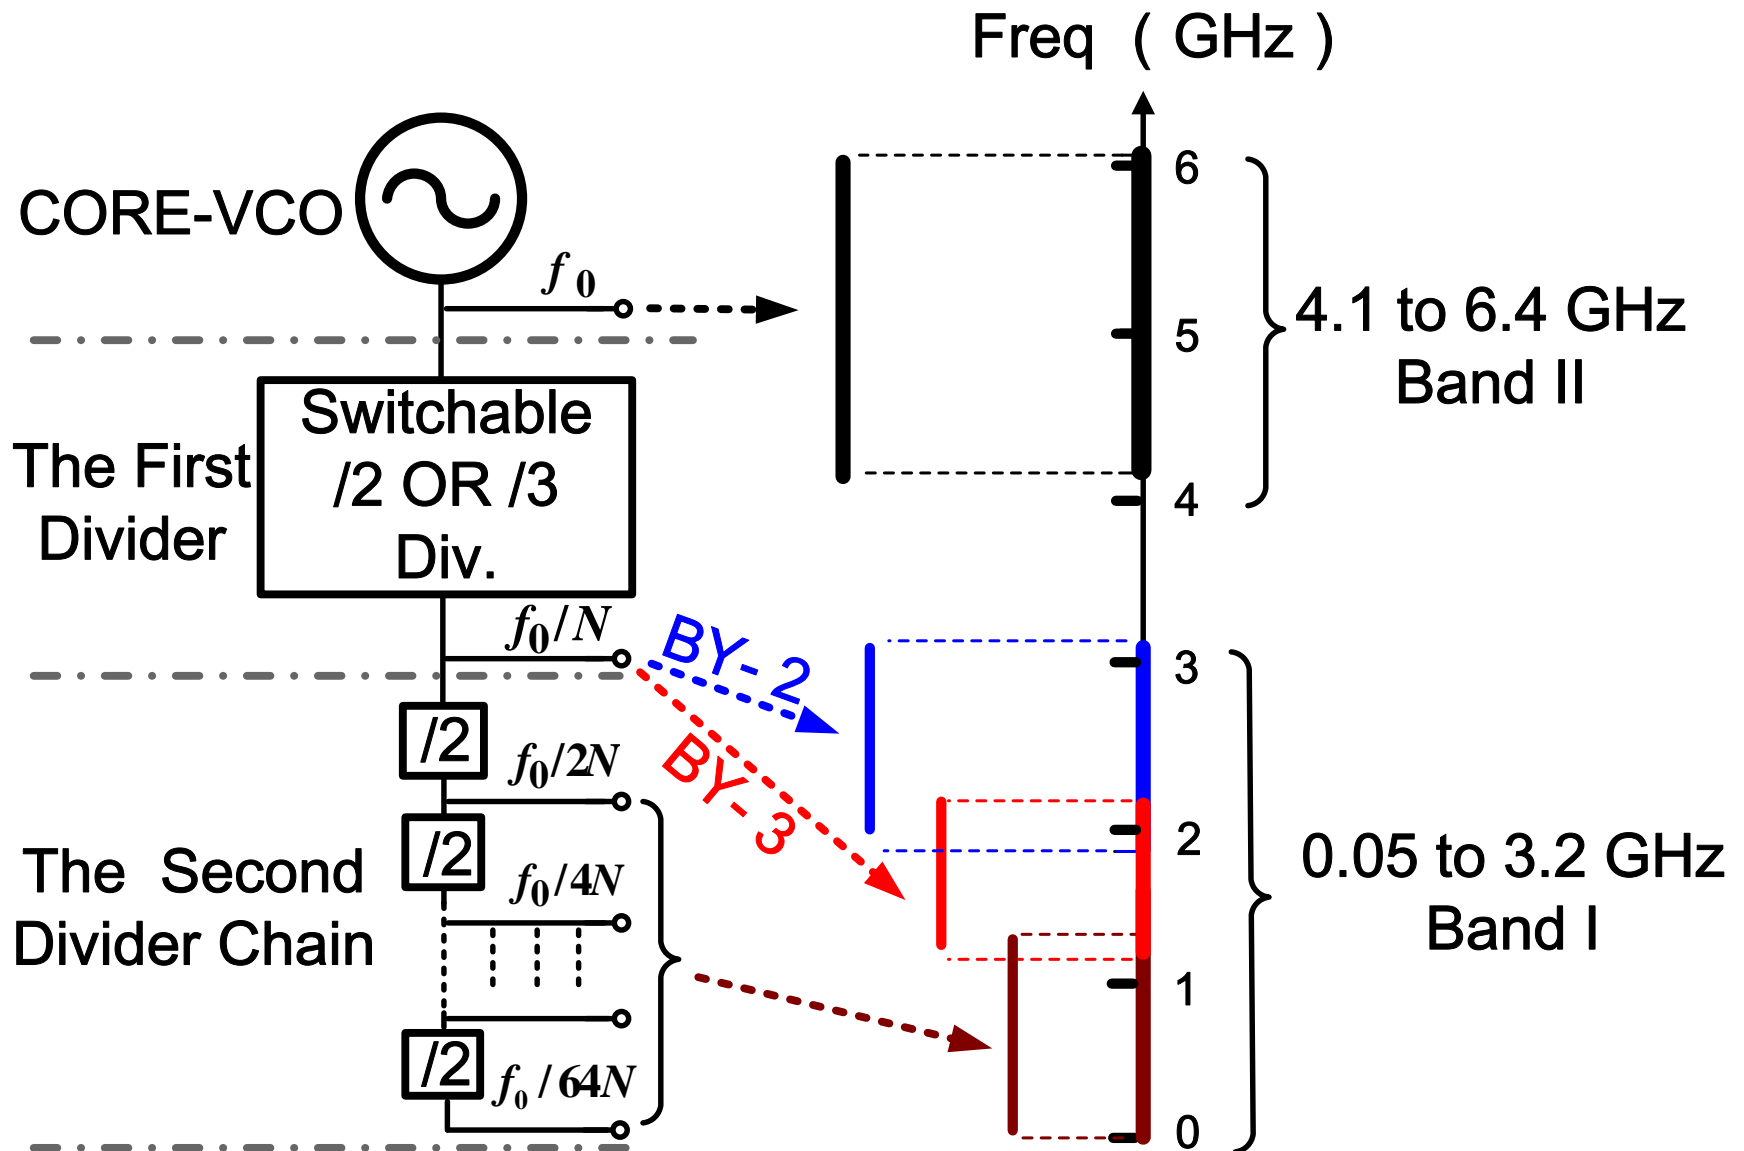 Freq ( GHz )
CORE-VCO
f0
6
5
4
4.1 to 6.4 GHz
Band II
The First
Divider
Switchable
/2 OR /3
Div.
f0/N
BY- 2
BY- 3
3
2
1
0
0.05 to 3.2 GHz
Band I
The Second
Divider Chain
/2
f0/2N
/2
f0/4N
/2
f0/64N